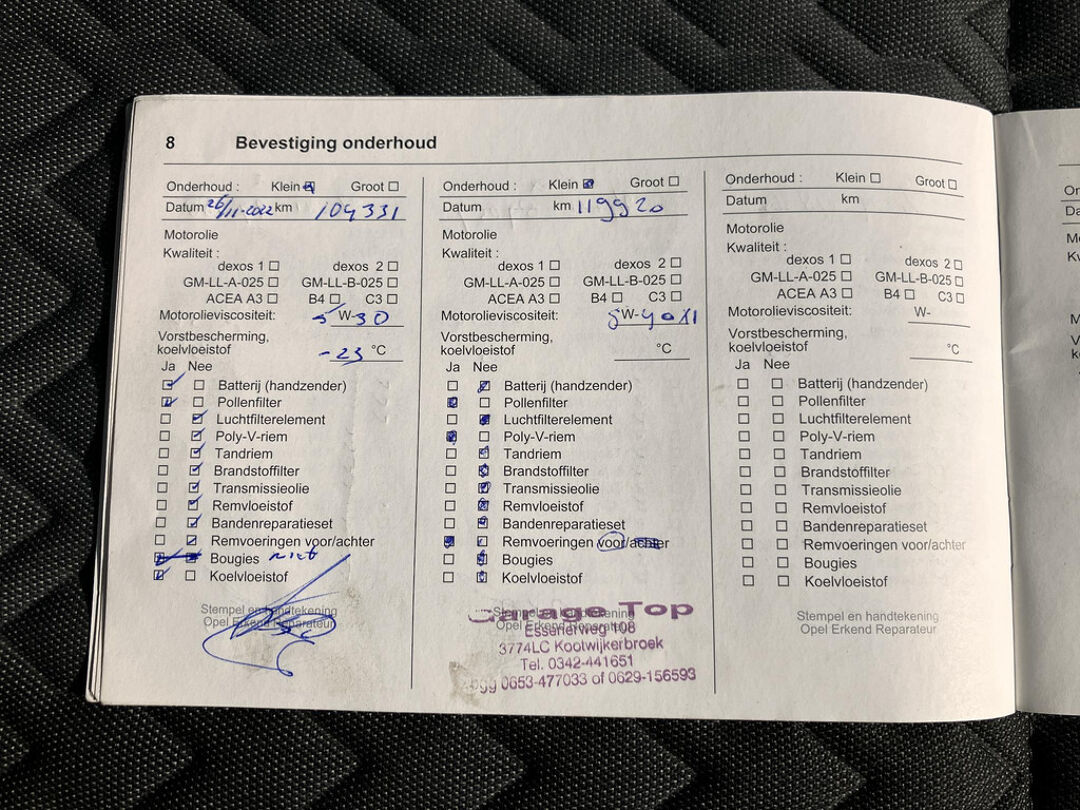 8 Bevestiging onderhoud
Onderhoud : Klein Groot
Datum 26/11-2022 km 104331
Motorolie
Kwaliteit :
dexos 1 dexos 2
GM-LL-A-025 GM-LL-B-025
ACEA A3 B4 C3
Motorolieviscositeit: 5 W-30
Vorstbescherming,
koelvloeistof -23 °C
Ja Nee
Batterij (handzender)
Pollenfilter
Luchtfilterelement
Poly-V-riem
Tandriem
Brandstoffilter
Transmissieolie
Remvloeistof
Bandenreparatieset
Remvoeringen voor/achter
Bougies niet
Koelvloeistof
Stempel en handtekening
Opel Erkend Reparateur
Onderhoud : Klein Groot
Datum km 119920
Motorolie
Kwaliteit :
dexos 1 dexos 2
GM-LL-A-025 GM-LL-B-025
ACEA A3 B4 C3
Motorolieviscositeit: W-40
Vorstbescherming,
koelvloeistof °C
Ja Nee
Batterij (handzender)
Pollenfilter
Luchtfilterelement
Poly-V-riem
Tandriem
Brandstoffilter
Transmissieolie
Remvloeistof
Bandenreparatieset
Remvoeringen voor/achter
Bougies
Koelvloeistof
Stempel en handtekening
Opel Erkend Reparateur
Garage Top
Essenerweg 108
3774LC Kootwijkerbroek
Tel. 0342-441651
0653-477033 of 0629-156593
Onderhoud : Klein Groot
Datum km
Motorolie
Kwaliteit :
dexos 1 dexos 2
GM-LL-A-025 GM-LL-B-025
ACEA A3 B4 C3
Motorolieviscositeit: W-
Vorstbescherming,
koelvloeistof °C
Ja Nee
Batterij (handzender)
Pollenfilter
Luchtfilterelement
Poly-V-riem
Tandriem
Brandstoffilter
Transmissieolie
Remvloeistof
Bandenreparatieset
Remvoeringen voor/achter
Bougies
Koelvloeistof
Stempel en handtekening
Opel Erkend Reparateur